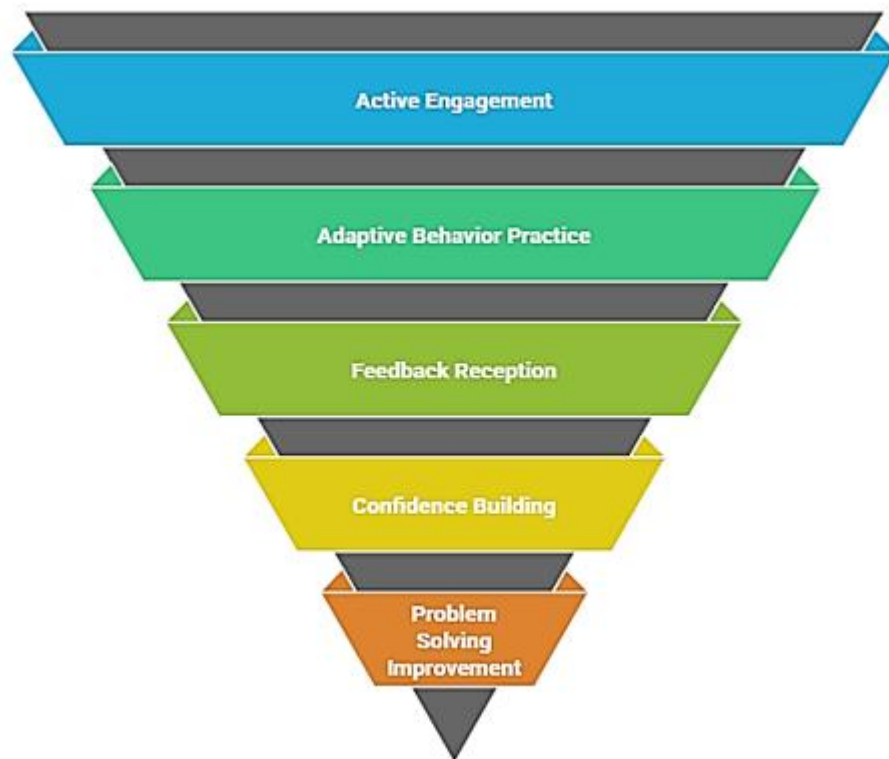 Active Engagement
Adaptive Behavior Practice
Feedback Reception
Confidence Building
Problem
Solving
Improvement